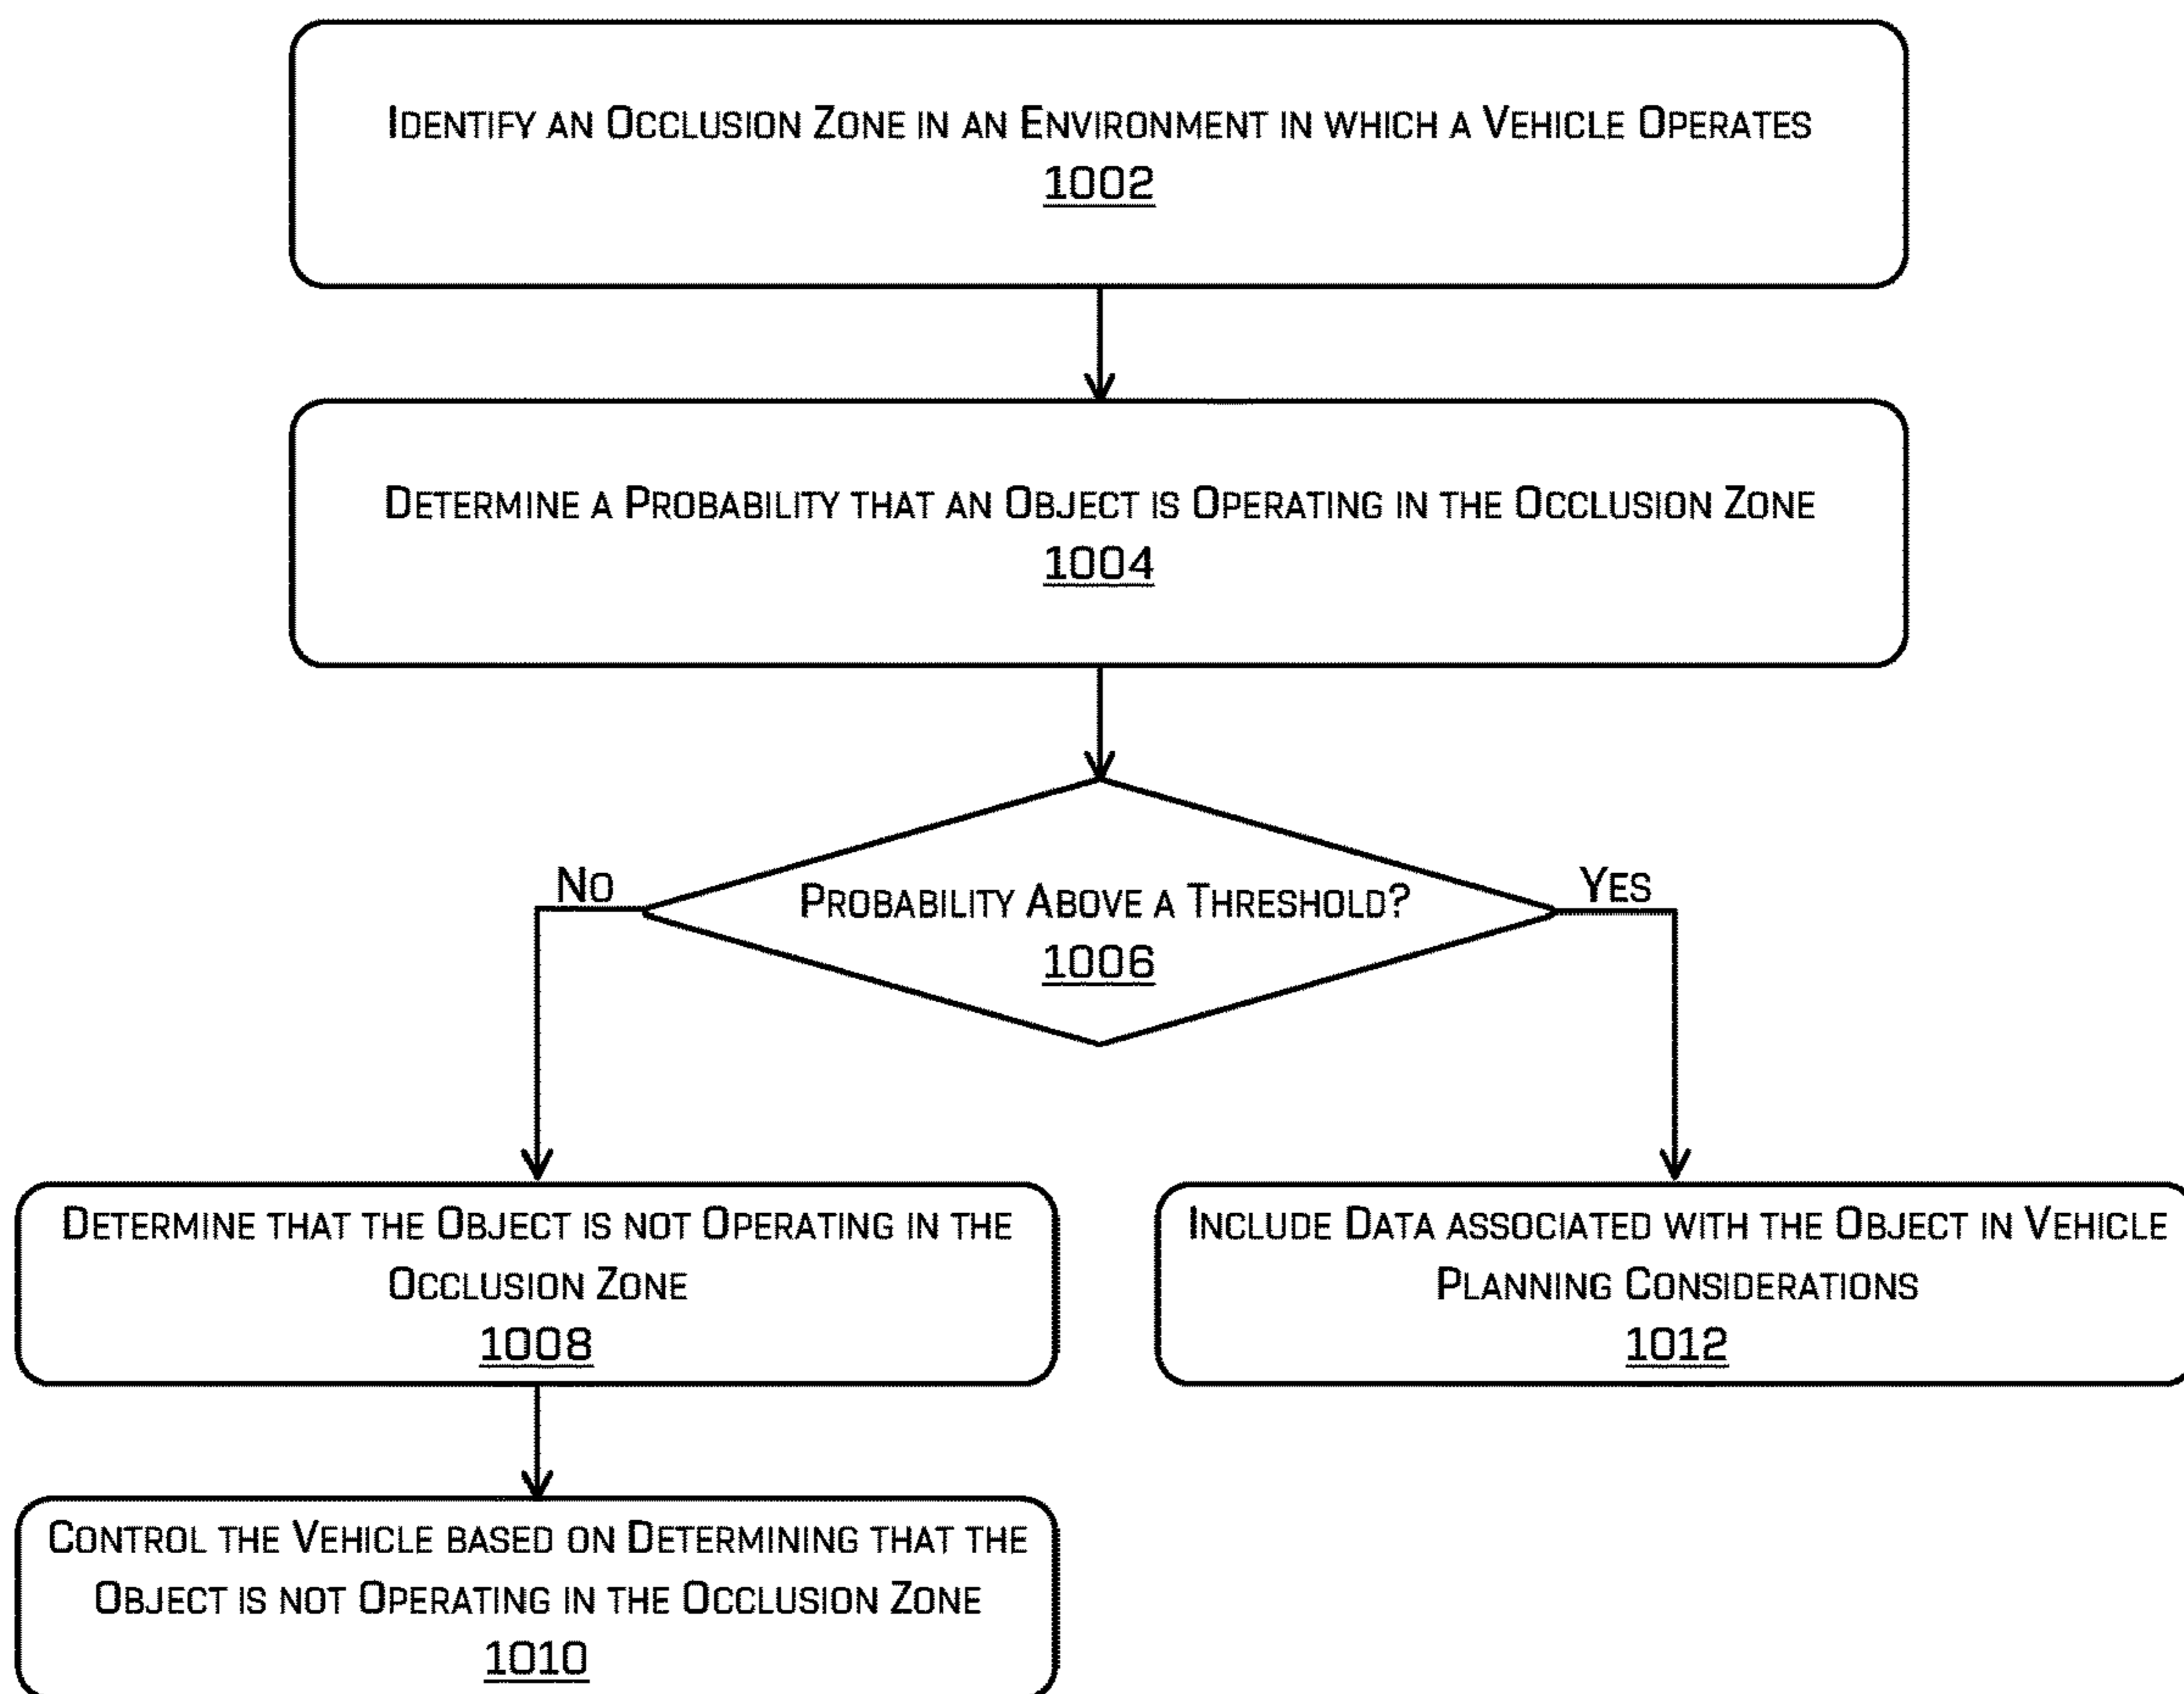 Identify an Occlusion Zone in an Environment in which a Vehicle Operates
1002
Determine a Probability that an Object is Operating in the Occlusion Zone
1004
No
Probability Above a Threshold?
Yes
1006
Determine that the Object is not Operating in the
Occlusion Zone
1008
Include Data associated with the Object in Vehicle
Planning Considerations
1012
Control the Vehicle based on Determining that the
Object is not Operating in the Occlusion Zone
1010